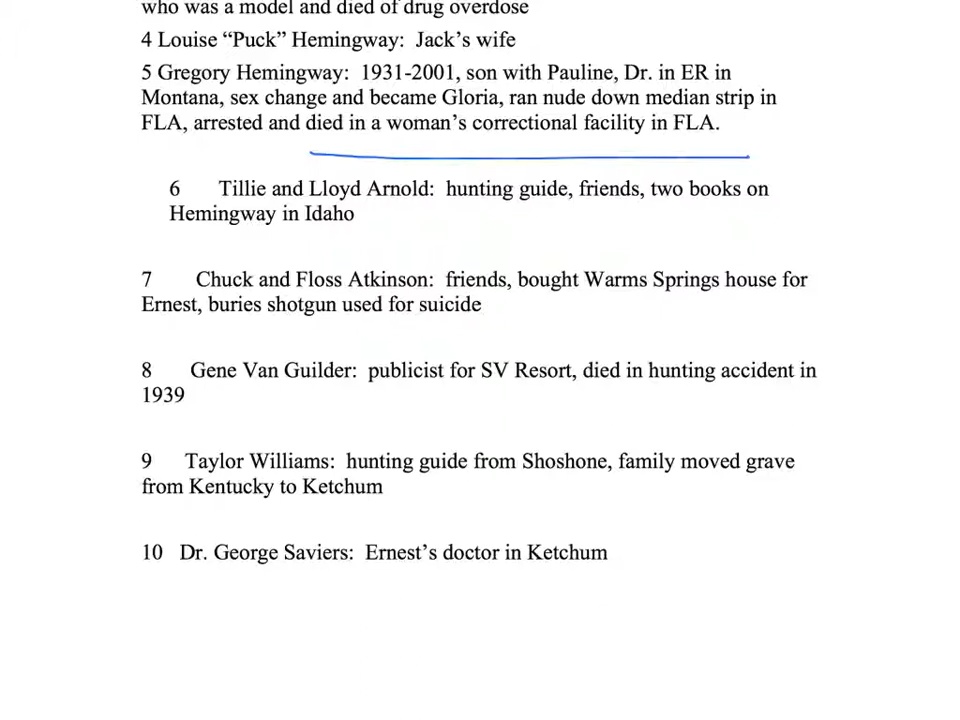 who was a model and died of drug overdose
4 Louise “Puck” Hemingway:  Jack’s wife
5 Gregory Hemingway:  1931-2001, son with Pauline, Dr. in ER in
Montana, sex change and became Gloria, ran nude down median strip in
FLA, arrested and died in a woman’s correctional facility in FLA.
6 Tillie and Lloyd Arnold:  hunting guide, friends, two books on
Hemingway in Idaho
7 Chuck and Floss Atkinson:  friends, bought Warms Springs house for
Ernest, buries shotgun used for suicide
8 Gene Van Guilder:  publicist for SV Resort, died in hunting accident in
1939
9 Taylor Williams:  hunting guide from Shoshone, family moved grave
from Kentucky to Ketchum
10 Dr. George Saviers:  Ernest’s doctor in Ketchum